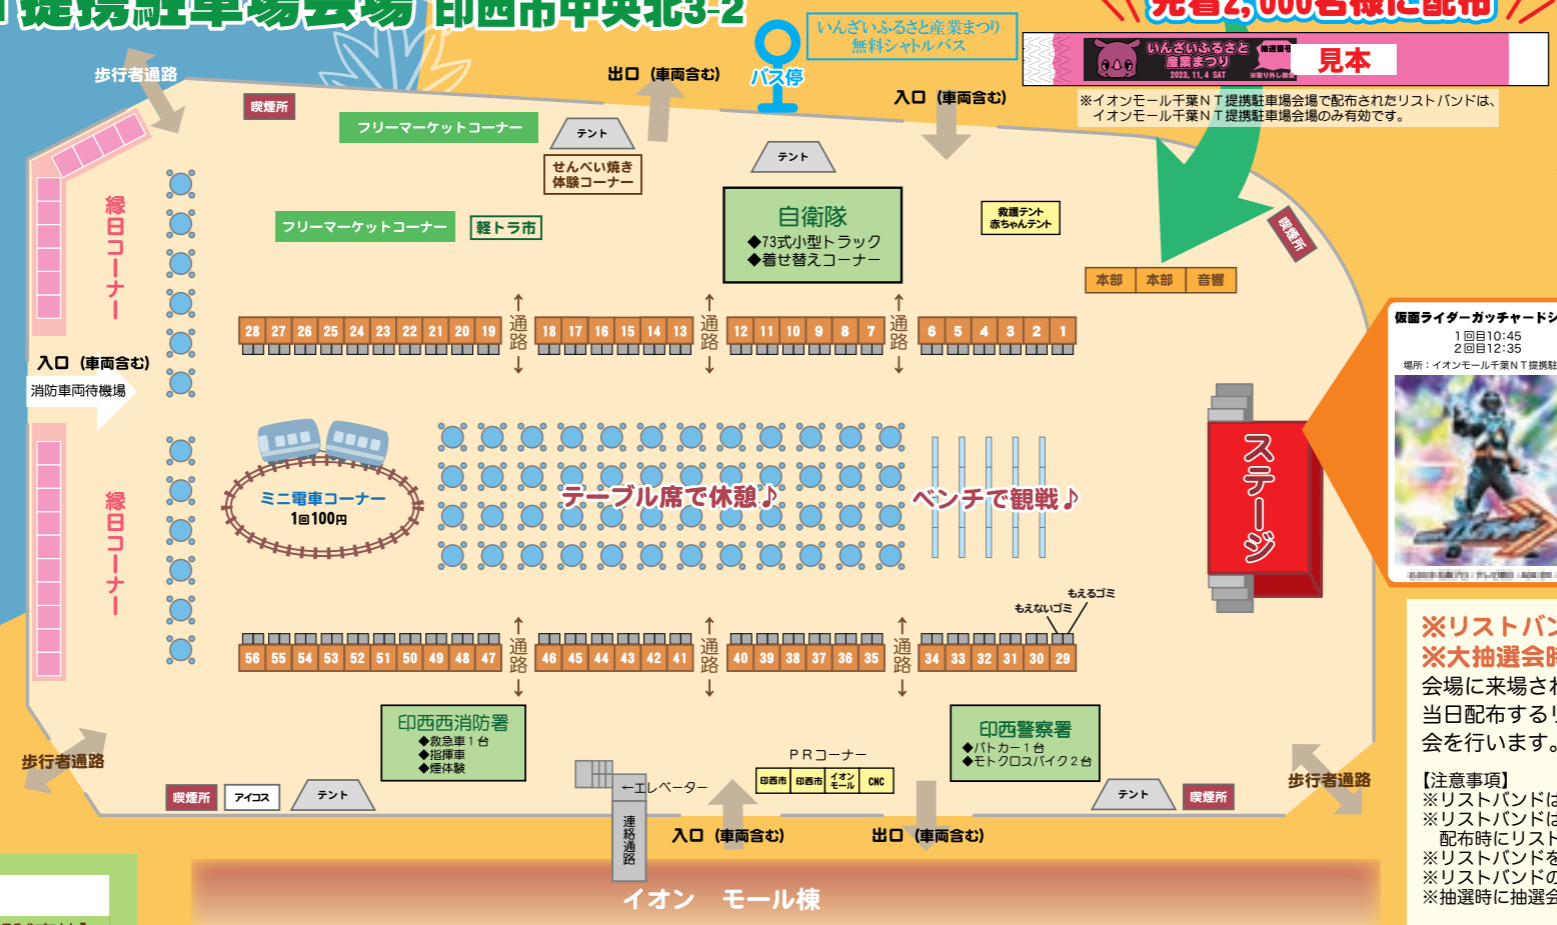 提携駐車場会場 印西市中央北3-2
いんざいふるさと産業まつり
無料シャトルバス
バス停
先着2,000名様に配布
いんざいふるさと
産業まつり
2023.11.4 SAT
抽選番号
見本
※イオンモール千葉ＮＴ提携駐車場会場で配布されたリストバンドは、
イオンモール千葉ＮＴ提携駐車場会場のみ有効です。
歩行者通路
喫煙所
フリーマーケットコーナー
テント
せんべい焼き
体験コーナー
出口（車両含む）
テント
入口（車両含む）
縁日コーナー
フリーマーケットコーナー
軽トラ市
自衛隊
◆73式小型トラック
◆着せ替えコーナー
救護テント
赤ちゃんテント
喫煙所
本部 本部 音響
28 27 26 25 24 23 22 21 20 19
↑通路↓
18 17 16 15 14 13
↑通路↓
12 11 10 9 8 7
↑通路↓
6 5 4 3 2 1
仮面ライダーガッチャードシ
1回目10:45
2回目12:35
場所：イオンモール千葉ＮＴ提携駐
入口（車両含む）
消防車両待機場
ミニ電車コーナー
1回100円
テーブル席で休憩♪
ベンチで観戦♪
ステージ
縁日コーナー
もえないゴミ
もえるゴミ
56 55 54 53 52 51 50 49 48 47
↑通路↓
46 45 44 43 42 41
↑通路↓
40 39 38 37 36 35
↑通路↓
34 33 32 31 30 29
印西西消防署
◆救急車１台
◆指揮車
◆煙体験
印西警察署
◆パトカー１台
◆モトクロスバイク２台
ＰＲコーナー
印西市 印西市 イオンモール CNC
歩行者通路
喫煙所
アイコス
テント
←エレベーター
連絡通路
入口（車両含む）
出口（車両含む）
テント
喫煙所
歩行者通路
イオン モール棟
※リストバン
※大抽選会時
会場に来場され
当日配布するリ
会を行います。
【注意事項】
※リストバンドは
※リストバンドは
配布時にリスト
※リストバンドを
※リストバンドの
※抽選時に抽選会